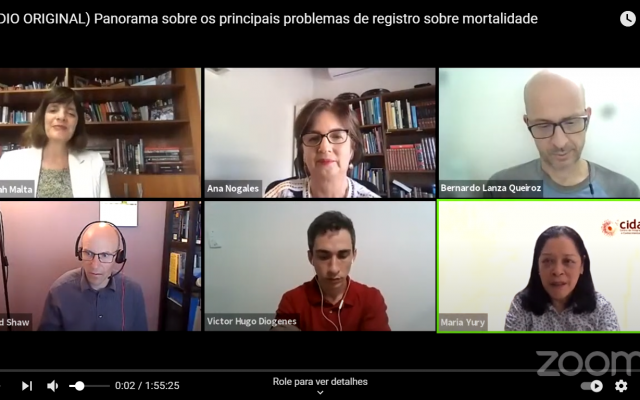 DIO ORIGINAL) Panorama sobre os principais problemas de registro sobre mortalidade
ah Malta
Ana Nogales
Bernardo Lanza Queiroz
d Shaw
Victor Hugo Diogenes
Maria Yury
cida
zoom
0:02 / 1:55:25
Role para ver detalhes